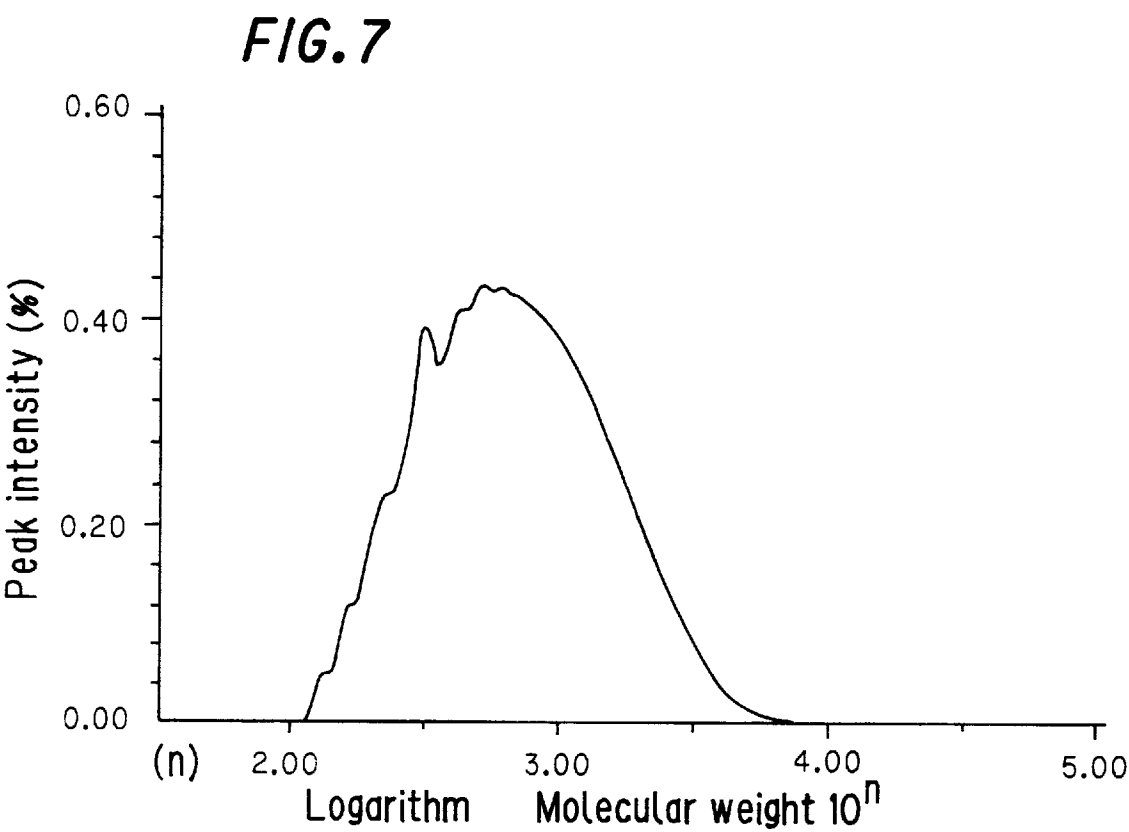 FIG.7
0.60
0.40
0.20
0.00
Peak intensity (%)
(n) 2.00 3.00 4.00 5.00
Logarithm Molecular weight 10ⁿ